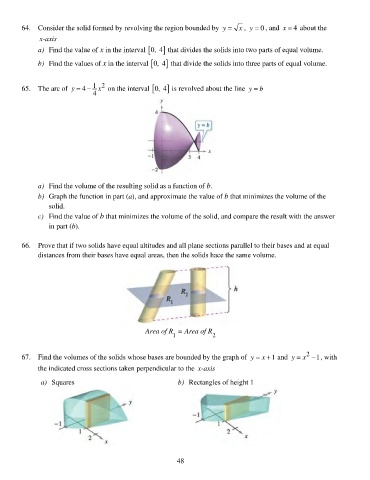 64. Consider the solid formed by revolving the region bounded by y = √x , y = 0 , and x = 4 about the
x-axis
a) Find the value of x in the interval [0, 4] that divides the solids into two parts of equal volume.
b) Find the values of x in the interval [0, 4] that divide the solids into three parts of equal volume.
65. The arc of y = 4 − 1/4 x² on the interval [0, 4] is revolved about the line y = b
y
4
y = b
x
−1
3 4
−2
a) Find the volume of the resulting solid as a function of b.
b) Graph the function in part (a), and approximate the value of b that minimizes the volume of the
solid.
c) Find the value of b that minimizes the volume of the solid, and compare the result with the answer
in part (b).
66. Prove that if two solids have equal altitudes and all plane sections parallel to their bases and at equal
distances from their bases have equal areas, then the solids hace the same volume.
R₁
R₂
h
Area of R₁ = Area of R₂
67. Find the volumes of the solids whose bases are bounded by the graph of y = x + 1 and y = x² − 1 , with
the indicated cross sections taken perpendicular to the x-axis
a) Squares b) Rectangles of height 1
y
−1
1
2
x
y
−1
1
2
x
48